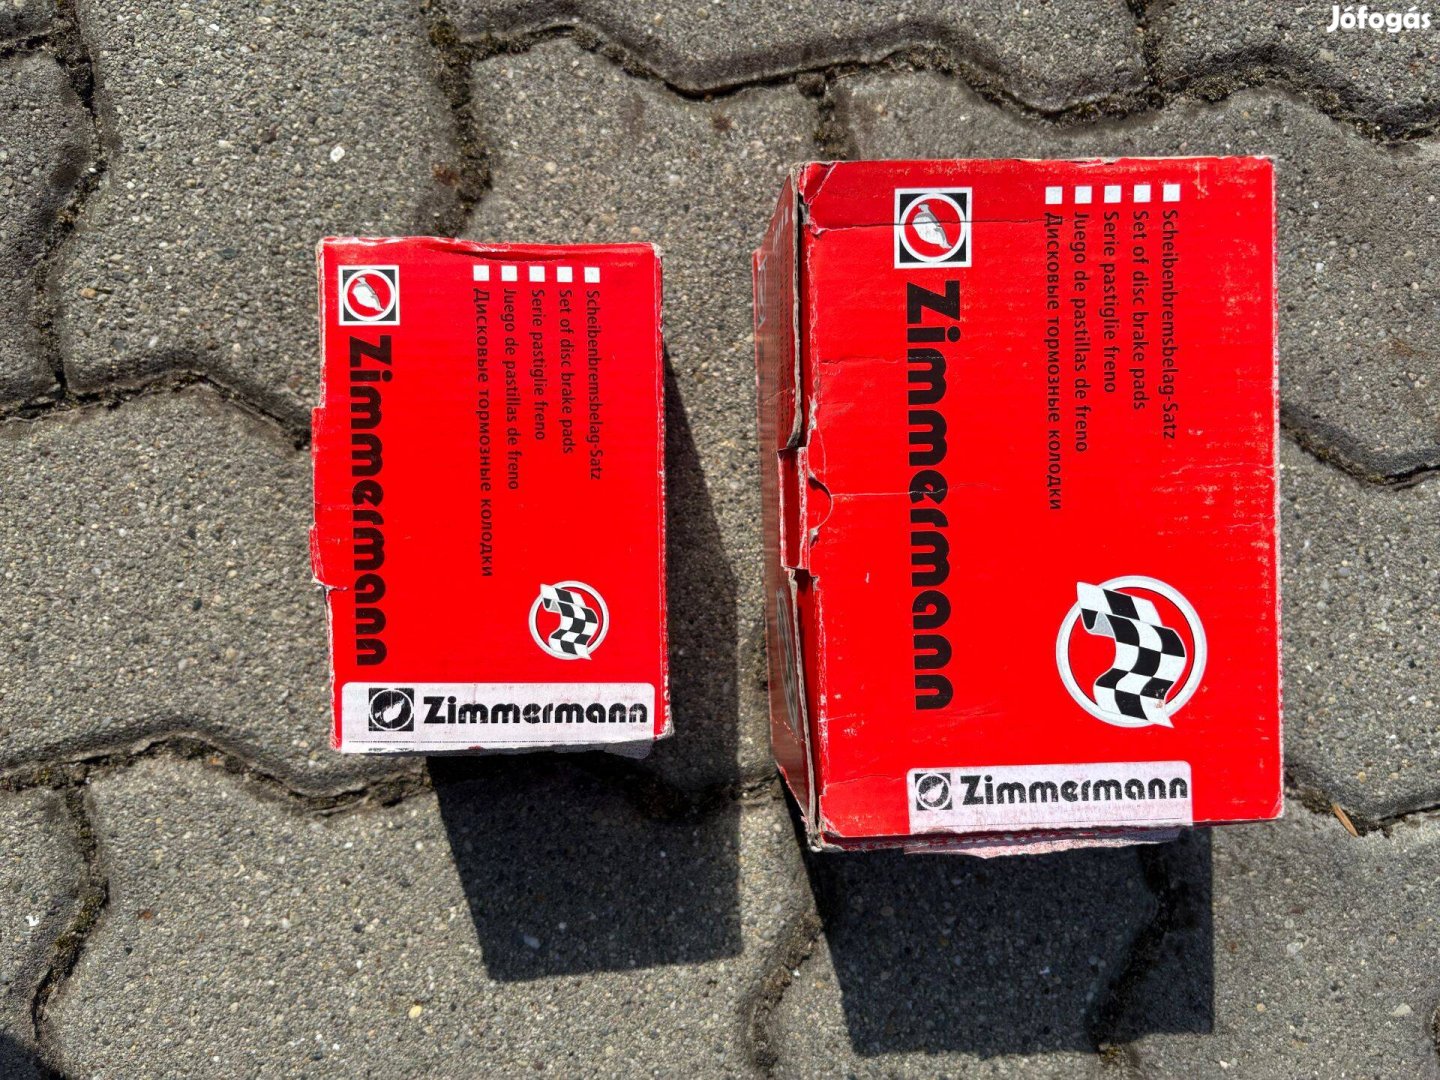 Jófogás
Zimmermann
Scheibenbremsbelag-Satz
Set of disc brake pads
Serie pastiglie freno
Juego de pastillas de freno
Дисковые тормозные колодки
Zimmermann
Zimmermann
Scheibenbremsbelag-Satz
Set of disc brake pads
Serie pastiglie freno
Juego de pastillas de freno
Дисковые тормозные колодки
Zimmermann